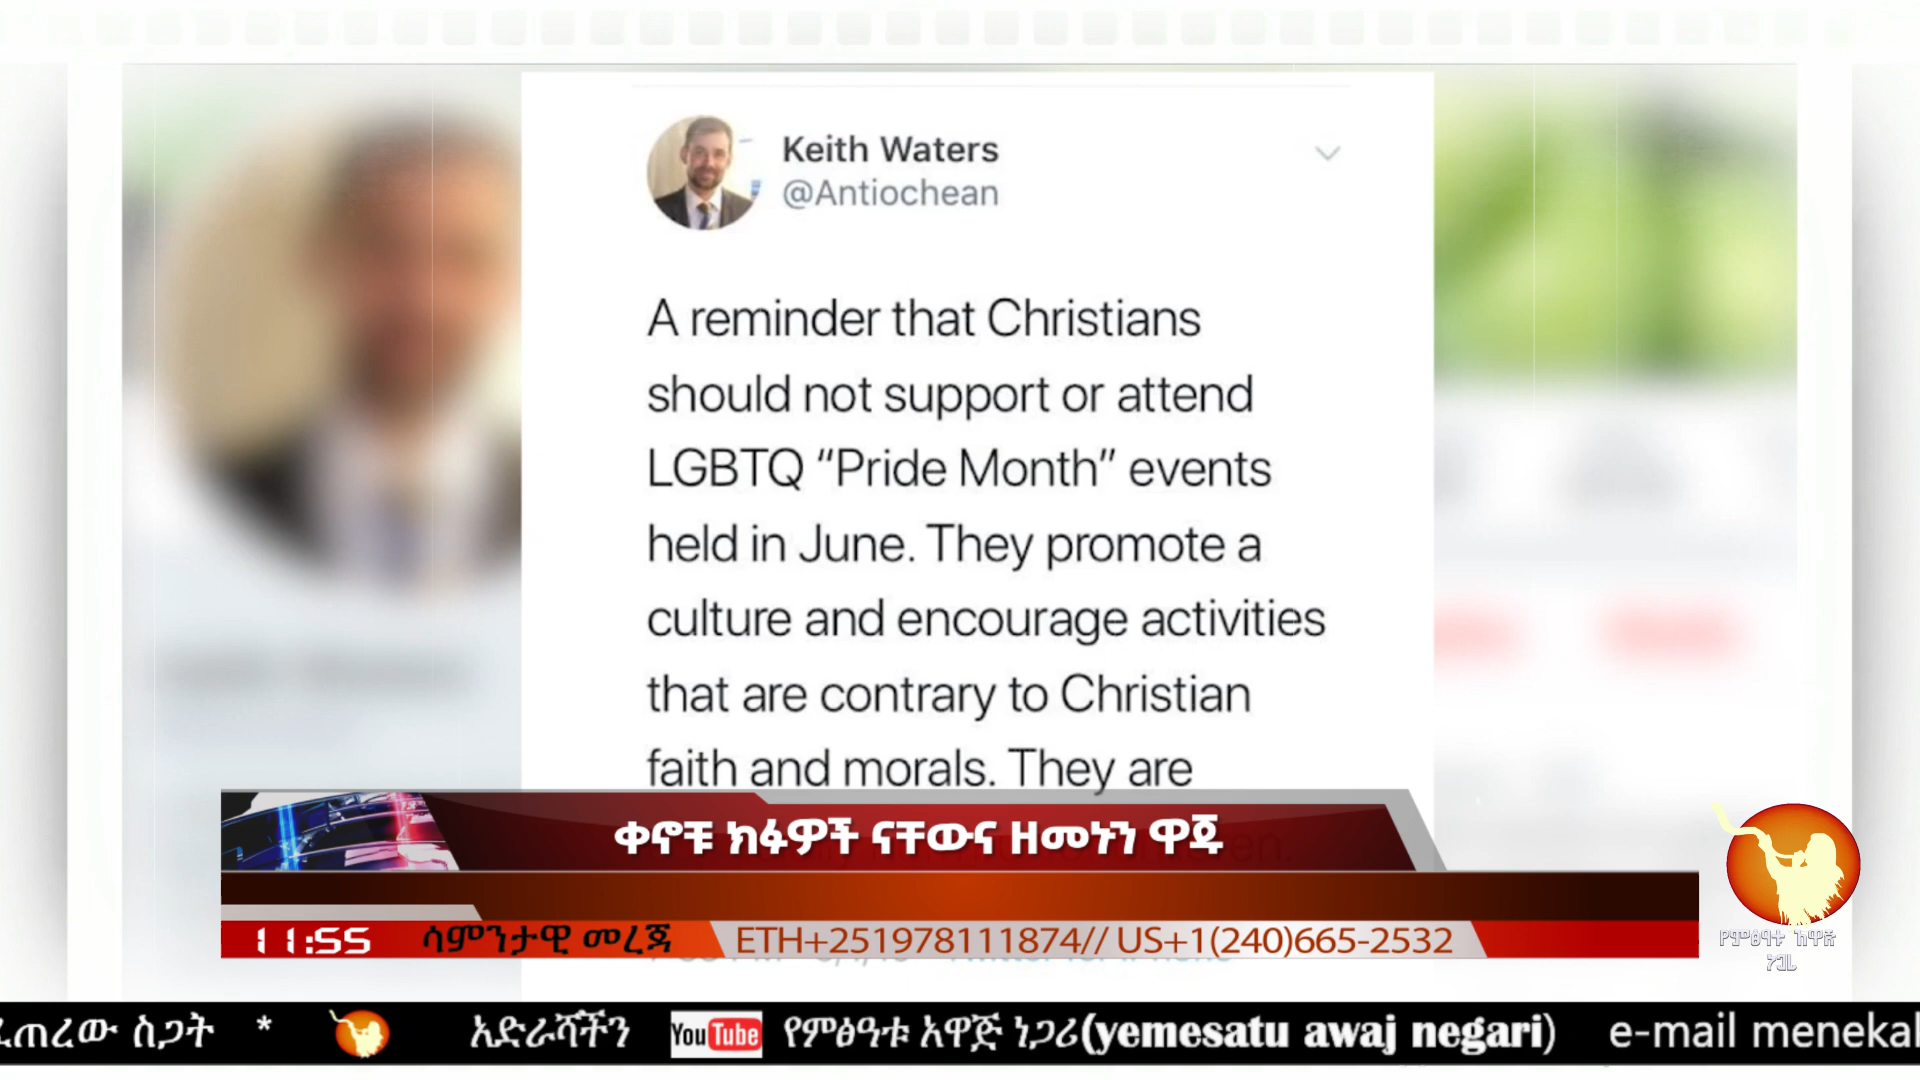 Keith Waters
@Antiochean
A reminder that Christians
should not support or attend
LGBTQ “Pride Month” events
held in June. They promote a
culture and encourage activities
that are contrary to Christian
faith and morals. They are
ቀኖቹ ክፉዎች ናቸውና ዘመኑን ዋጁ
11:55 ሳምንታዊ መረጃ ETH+251978111874// US+1(240)665-2532
የምፅዓቱ አዋጅ
ነጋሪ
ስጋት * አድራሻችን YouTube የምፅዓቱ አዋጅ ነጋሪ(yemesatu awaj negari) e-mail menekal